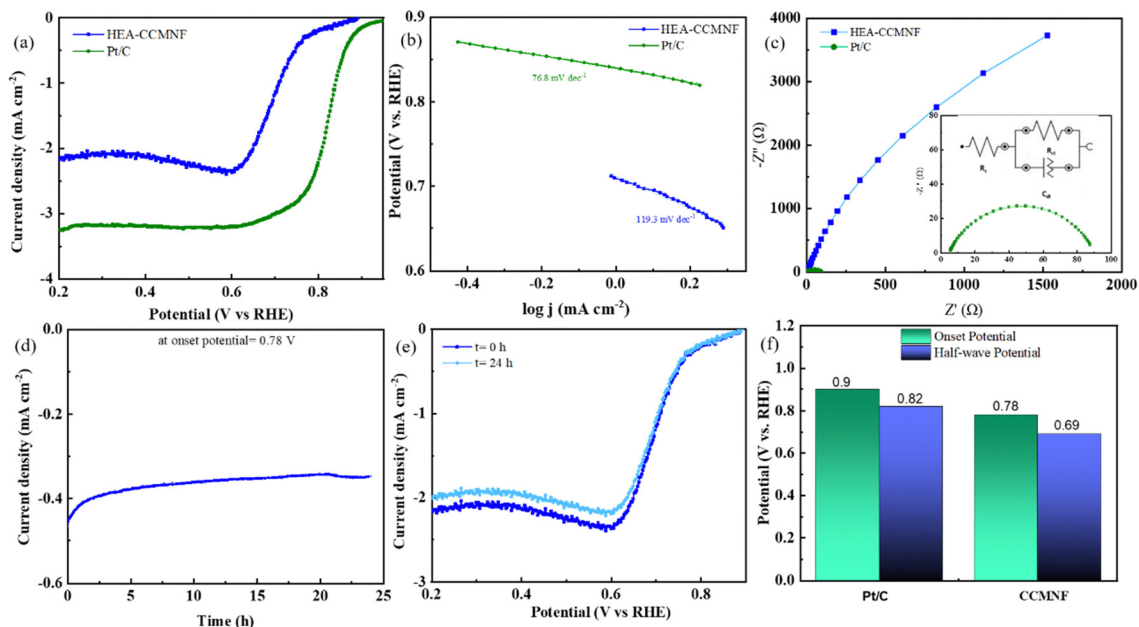 (a)
HEA-CCMNF
Pt/C
0
-1
-2
-3
-4
0.2
0.4
0.6
0.8
Current density (mA cm-2)
Potential (V vs RHE)
(b)
HEA-CCMNF
Pt/C
76.8 mV dec-1
119.3 mV dec-1
0.9
0.8
0.7
0.6
-0.4
-0.2
0.0
0.2
0.4
Potential (V vs. RHE)
log j (mA cm-2)
(c)
HEA-CCMNF
Pt/C
4000
3000
2000
1000
0
0
500
1000
1500
2000
-Z'' (Ω)
Z' (Ω)
80
60
40
20
0
0
20
40
60
80
100
-Z'' (Ω)
Rs
Rct
Cdl
(d)
at onset potential= 0.78 V
0.0
-0.2
-0.4
-0.6
0
5
10
15
20
25
Current density (mA cm-2)
Time (h)
(e)
t= 0 h
t= 24 h
0
-1
-2
-3
0.2
0.4
0.6
0.8
Current density (mA cm-2)
Potential (V vs RHE)
(f)
Onset Potential
Half-wave Potential
1.2
1.0
0.8
0.6
0.4
0.2
0.0
0.9
0.82
0.78
0.69
Pt/C
CCMNF
Potential (V vs. RHE)